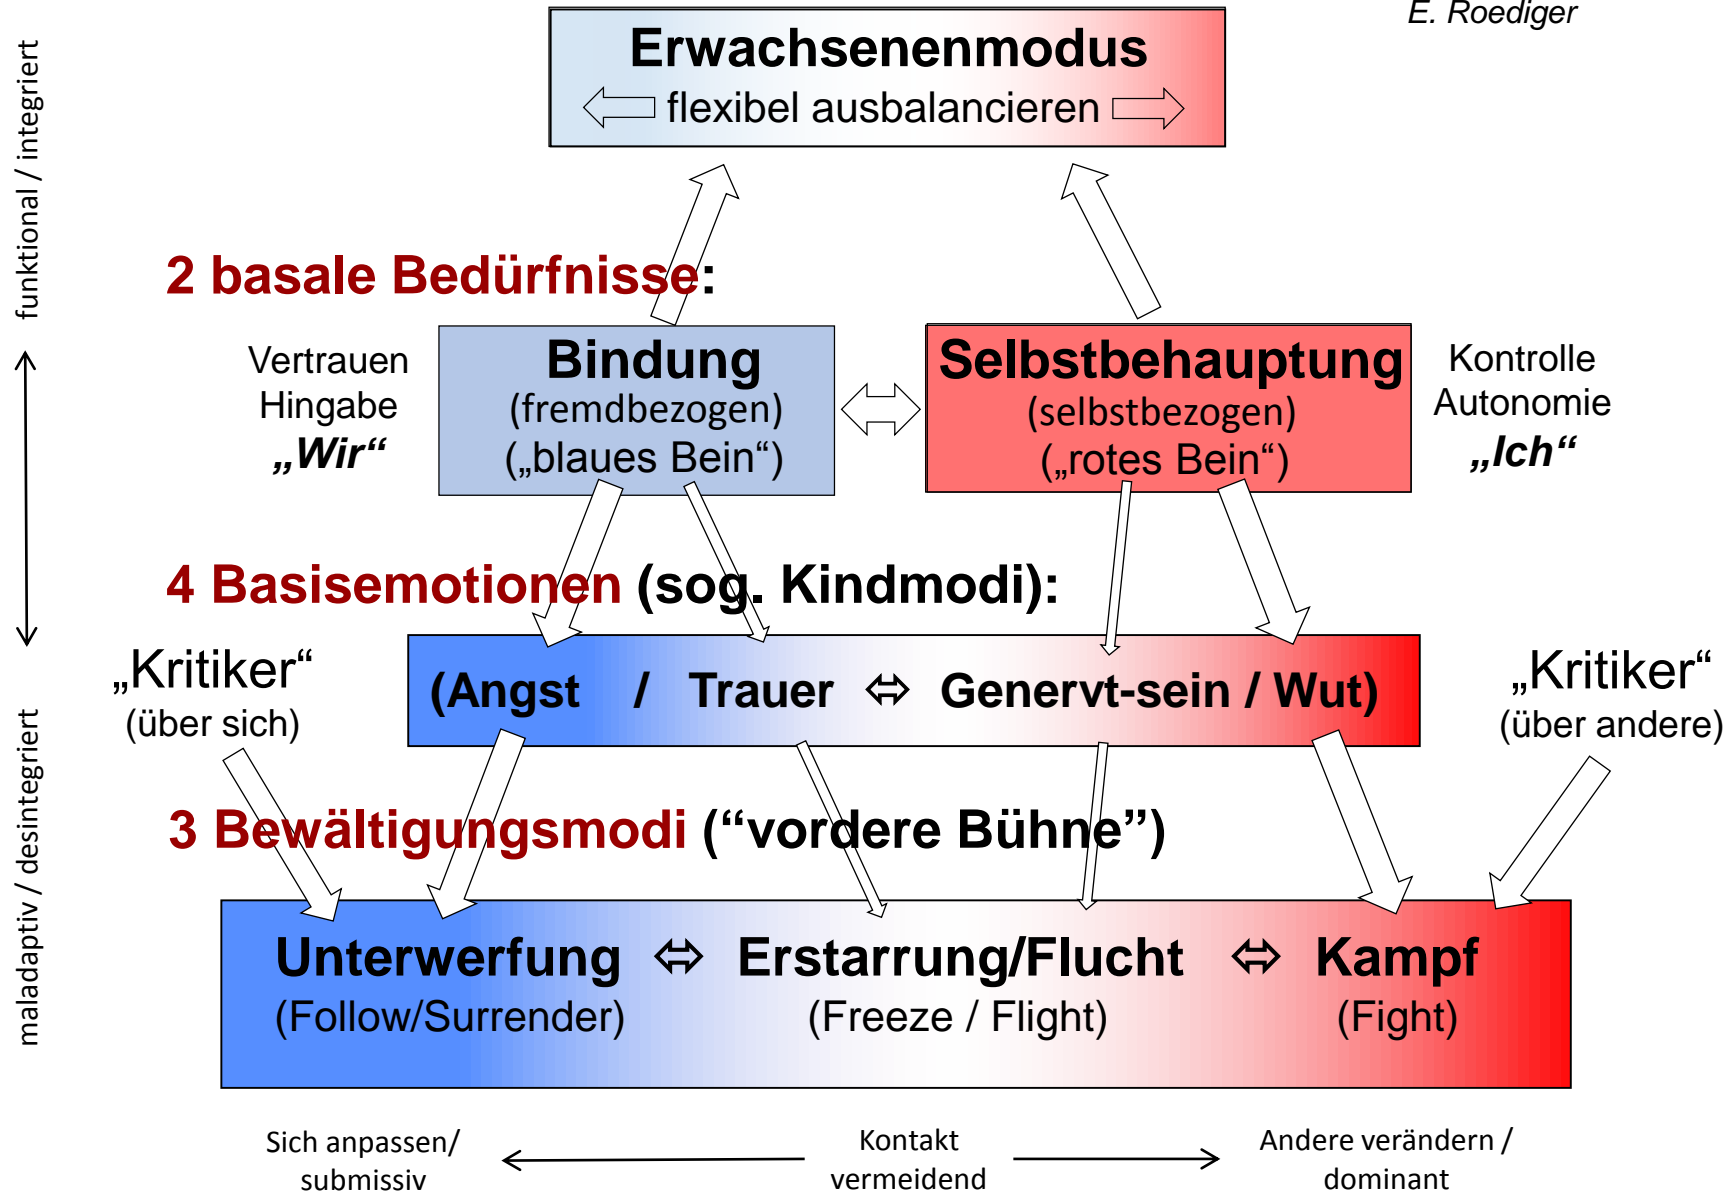 E. Roediger
Erwachsenenmodus
flexibel ausbalancieren
funktional / integriert
2 basale Bedürfnisse:
Vertrauen
Hingabe
„Wir“
Bindung
(fremdbezogen)
(„blaues Bein“)
Selbstbehauptung
(selbstbezogen)
(„rotes Bein“)
Kontrolle
Autonomie
„Ich“
4 Basisemotionen (sog. Kindmodi):
„Kritiker“
(über sich)
(Angst / Trauer ⇔ Genervt-sein / Wut)
„Kritiker“
(über andere)
maladaptiv / desintegriert
3 Bewältigungsmodi (“vordere Bühne”)
Unterwerfung ⇔ Erstarrung/Flucht ⇔ Kampf
(Follow/Surrender) (Freeze / Flight) (Fight)
Sich anpassen/
submissiv
Kontakt
vermeidend
Andere verändern /
dominant